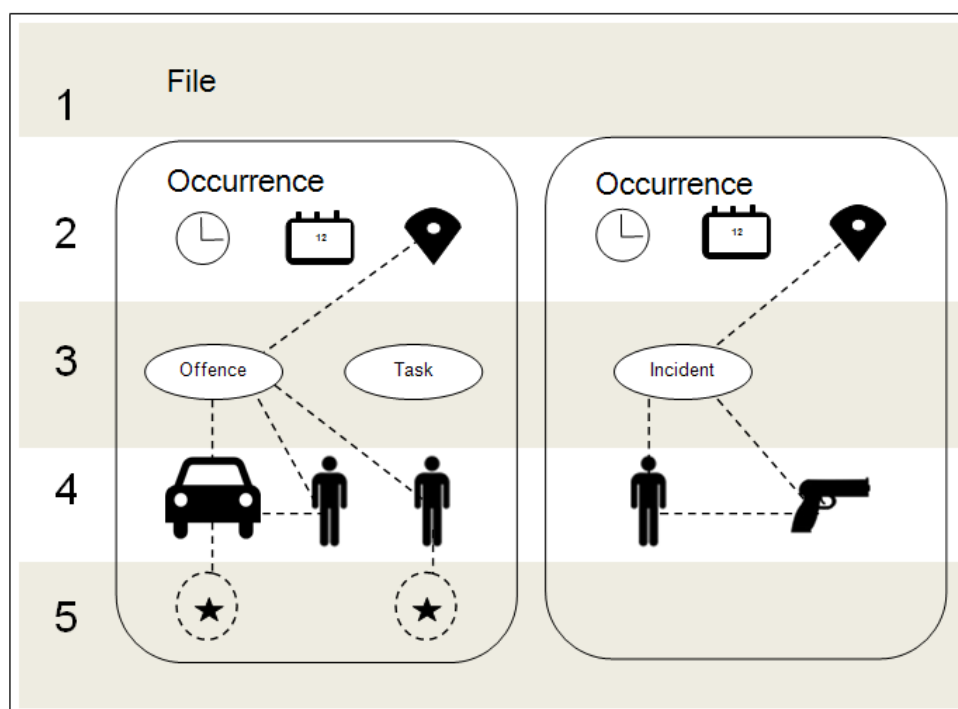 1
File
Occurrence
Occurrence
2
12
12
3
Offence
Task
Incident
4
5